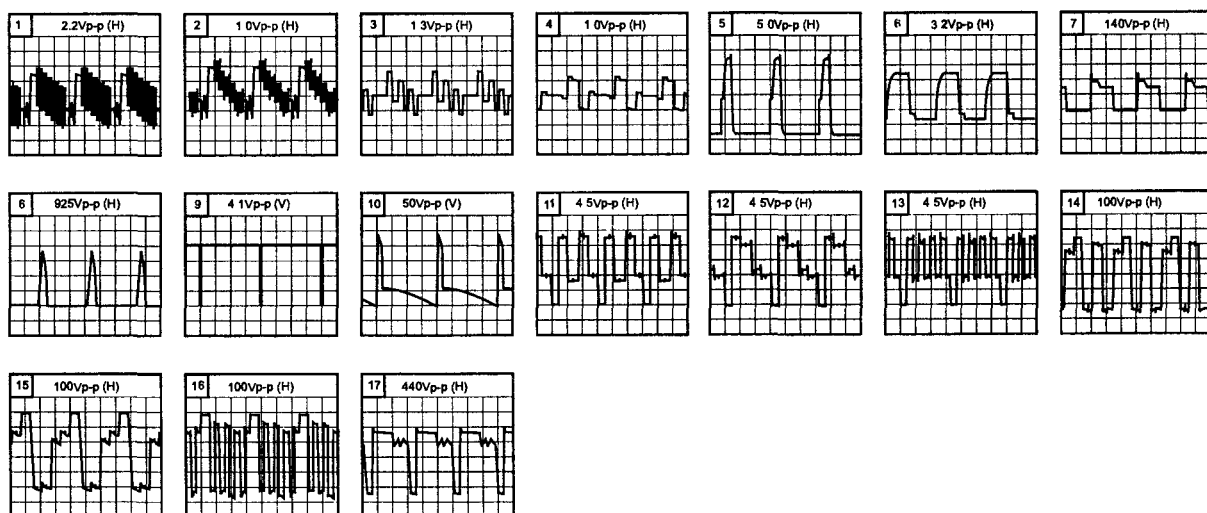 1 2.2Vp-p (H)
2 1 0Vp-p (H)
3 1 3Vp-p (H)
4 1 0Vp-p (H)
5 5 0Vp-p (H)
6 3 2Vp-p (H)
7 140Vp-p (H)
6 925Vp-p (H)
9 4 1Vp-p (V)
10 50Vp-p (V)
11 4 5Vp-p (H)
12 4 5Vp-p (H)
13 4 5Vp-p (H)
14 100Vp-p (H)
15 100Vp-p (H)
16 100Vp-p (H)
17 440Vp-p (H)